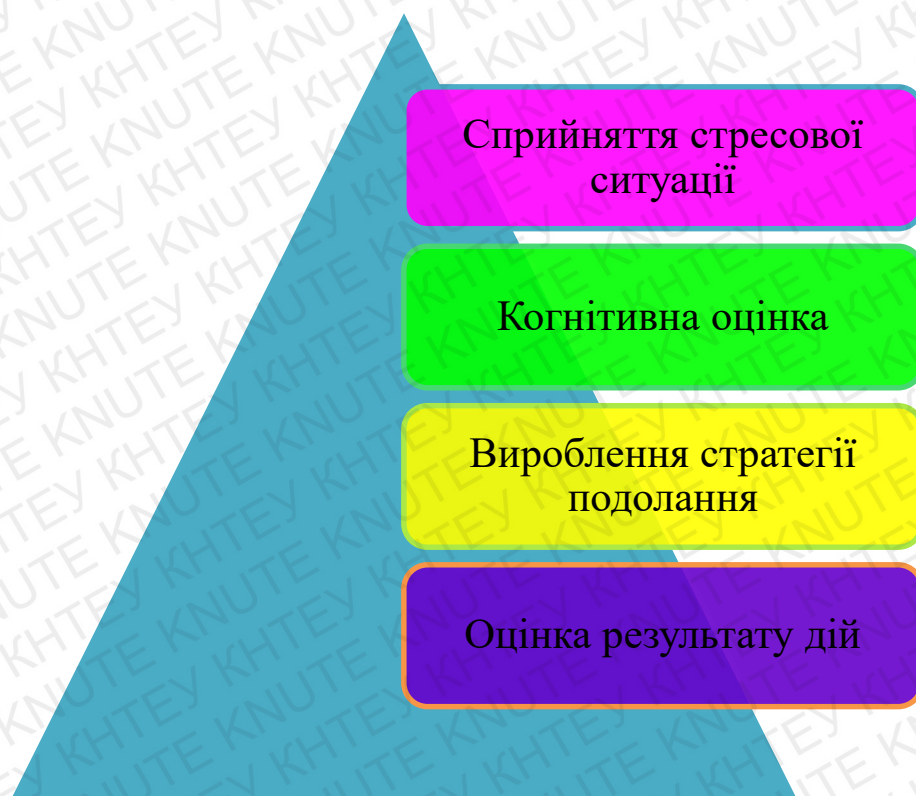 Сприйняття стресової
ситуації
Когнітивна оцінка
Вироблення стратегії
подолання
Оцінка результату дій